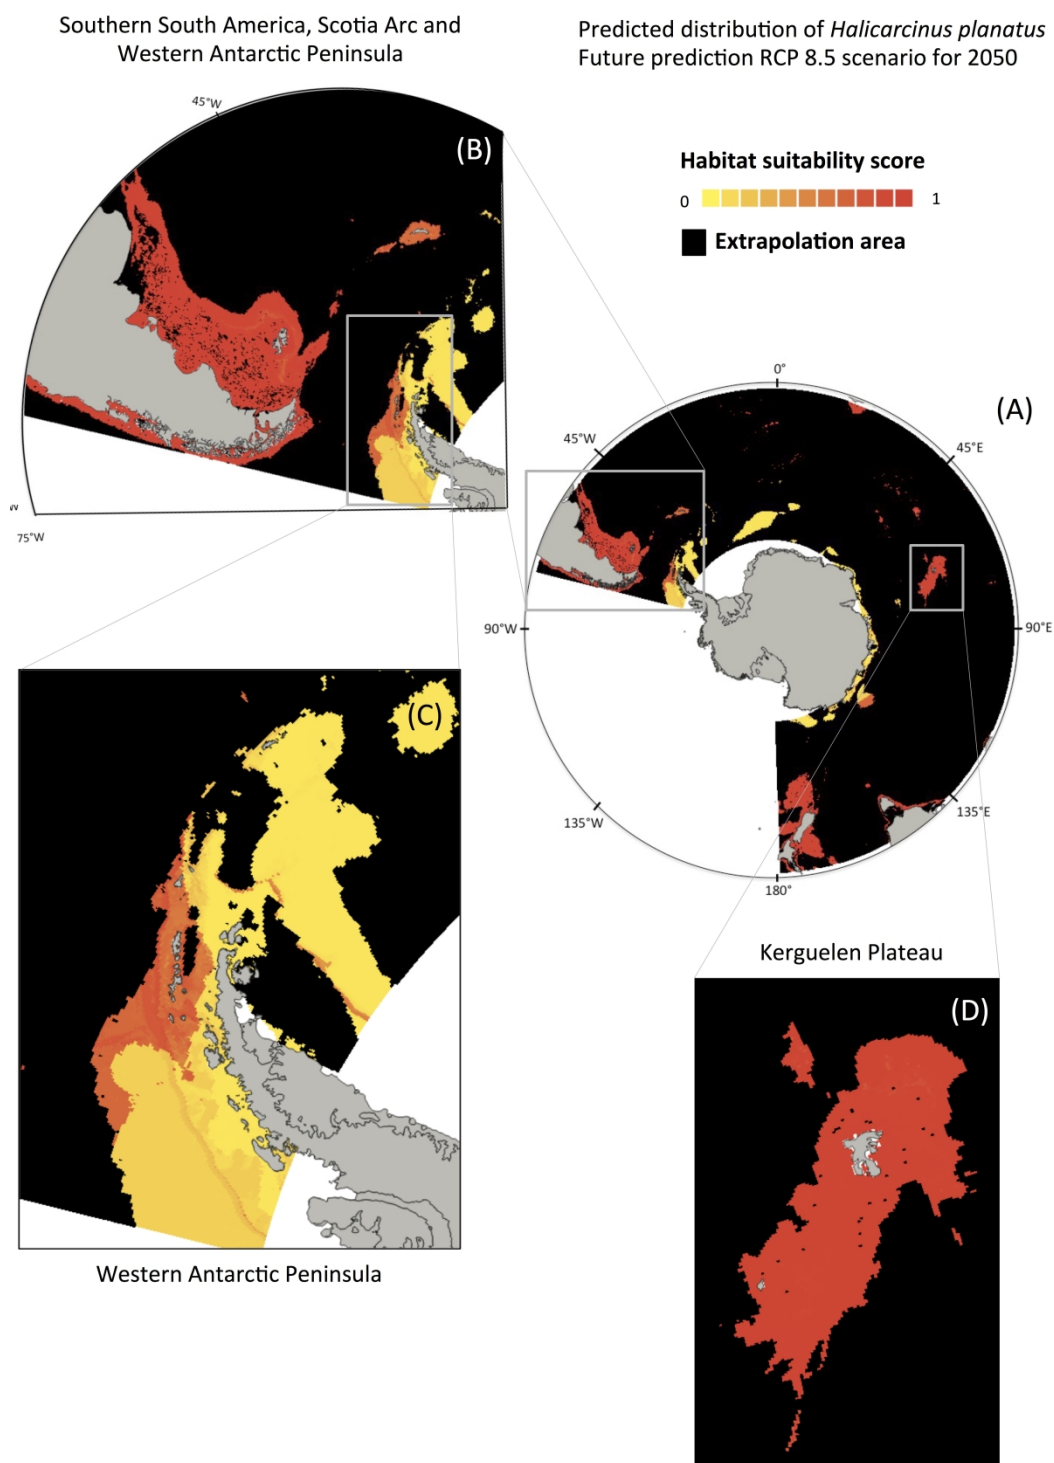 Southern South America, Scotia Arc and
Western Antarctic Peninsula
Predicted distribution of Halicarcinus planatus
Future prediction RCP 8.5 scenario for 2050
45°W
(B)
Habitat suitability score
0
1
Extrapolation area
75°W
0°
(A)
45°W
45°E
90°W
90°E
135°W
135°E
180°
(C)
Western Antarctic Peninsula
Kerguelen Plateau
(D)